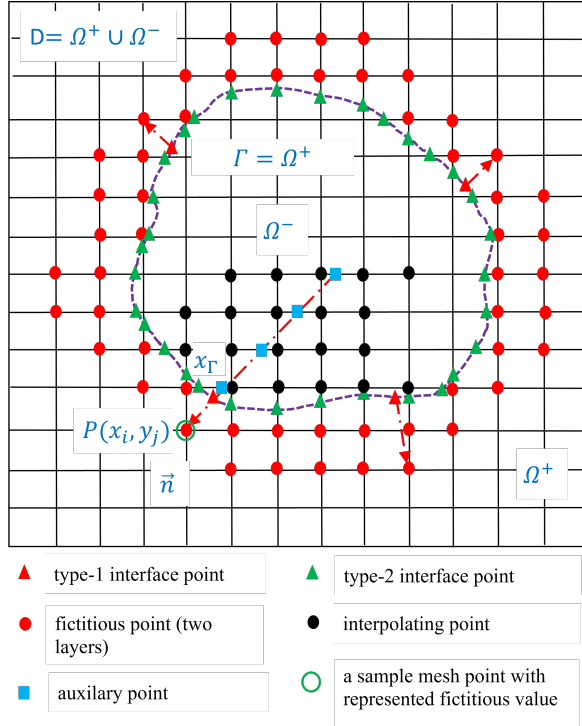 D= Ω⁺ ∪ Ω⁻
Γ = Ω⁺
Ω⁻
x_Γ
P(x_i, y_j)
n⃗
Ω⁺
type-1 interface point
type-2 interface point
fictitious point (two
layers)
interpolating point
auxilary point
a sample mesh point with
represented fictitious value